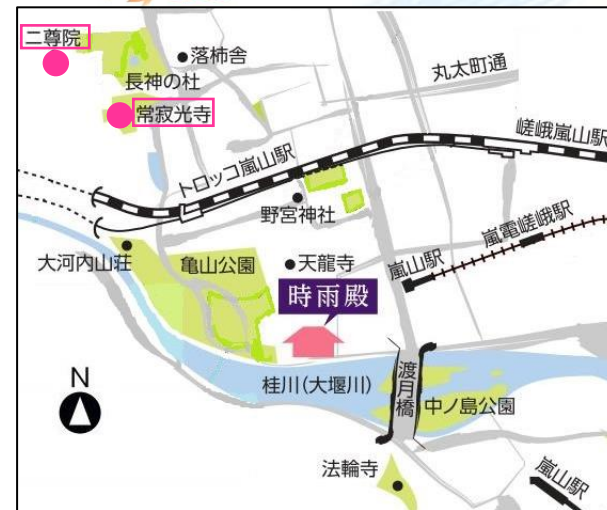 二尊院
落柿舎
長神の杜
丸太町通
常寂光寺
嵯峨嵐山駅
トロッコ嵐山駅
野宮神社
嵐電嵯峨駅
大河内山荘
亀山公園
天龍寺
嵐山駅
時雨殿
N
桂川(大堰川)
渡月橋
中ノ島公園
法輪寺
嵐山駅